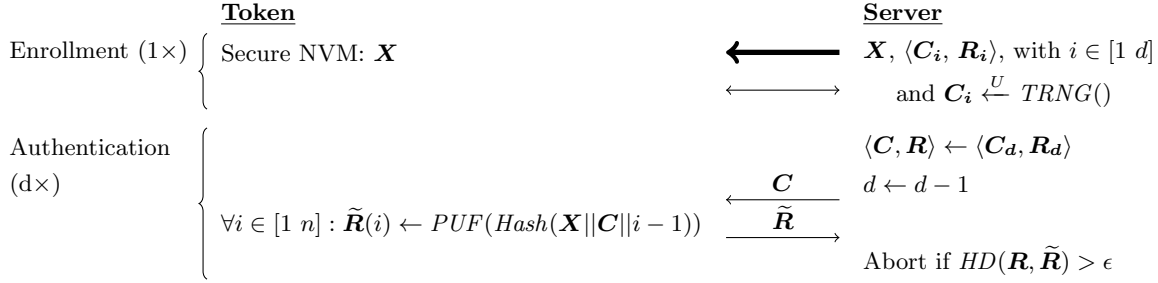 Token Server
Enrollment (1×) Secure NVM: X X, ⟨C_i, R_i⟩, with i ∈ [1 d]
and C_i ←^U TRNG()
Authentication ⟨C, R⟩ ← ⟨C_d, R_d⟩
(d×) C d ← d − 1
∀i ∈ [1 n] : R̃(i) ← PUF(Hash(X||C||i − 1)) R̃
Abort if HD(R, R̃) > ϵ